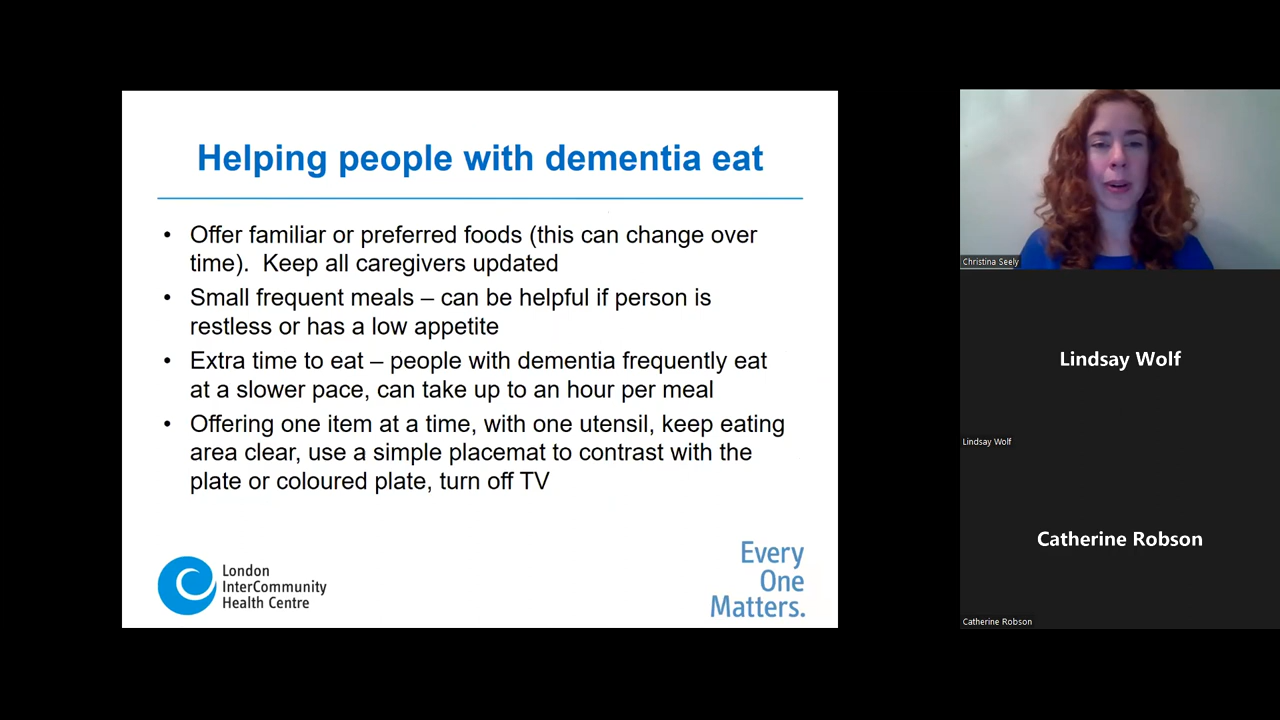 Helping people with dementia eat
• Offer familiar or preferred foods (this can change over
time).  Keep all caregivers updated
• Small frequent meals – can be helpful if person is
restless or has a low appetite
• Extra time to eat – people with dementia frequently eat
at a slower pace, can take up to an hour per meal
• Offering one item at a time, with one utensil, keep eating
area clear, use a simple placemat to contrast with the
plate or coloured plate, turn off TV
London
InterCommunity
Health Centre
Every
One
Matters.
Christina Seely
Lindsay Wolf
Lindsay Wolf
Catherine Robson
Catherine Robson